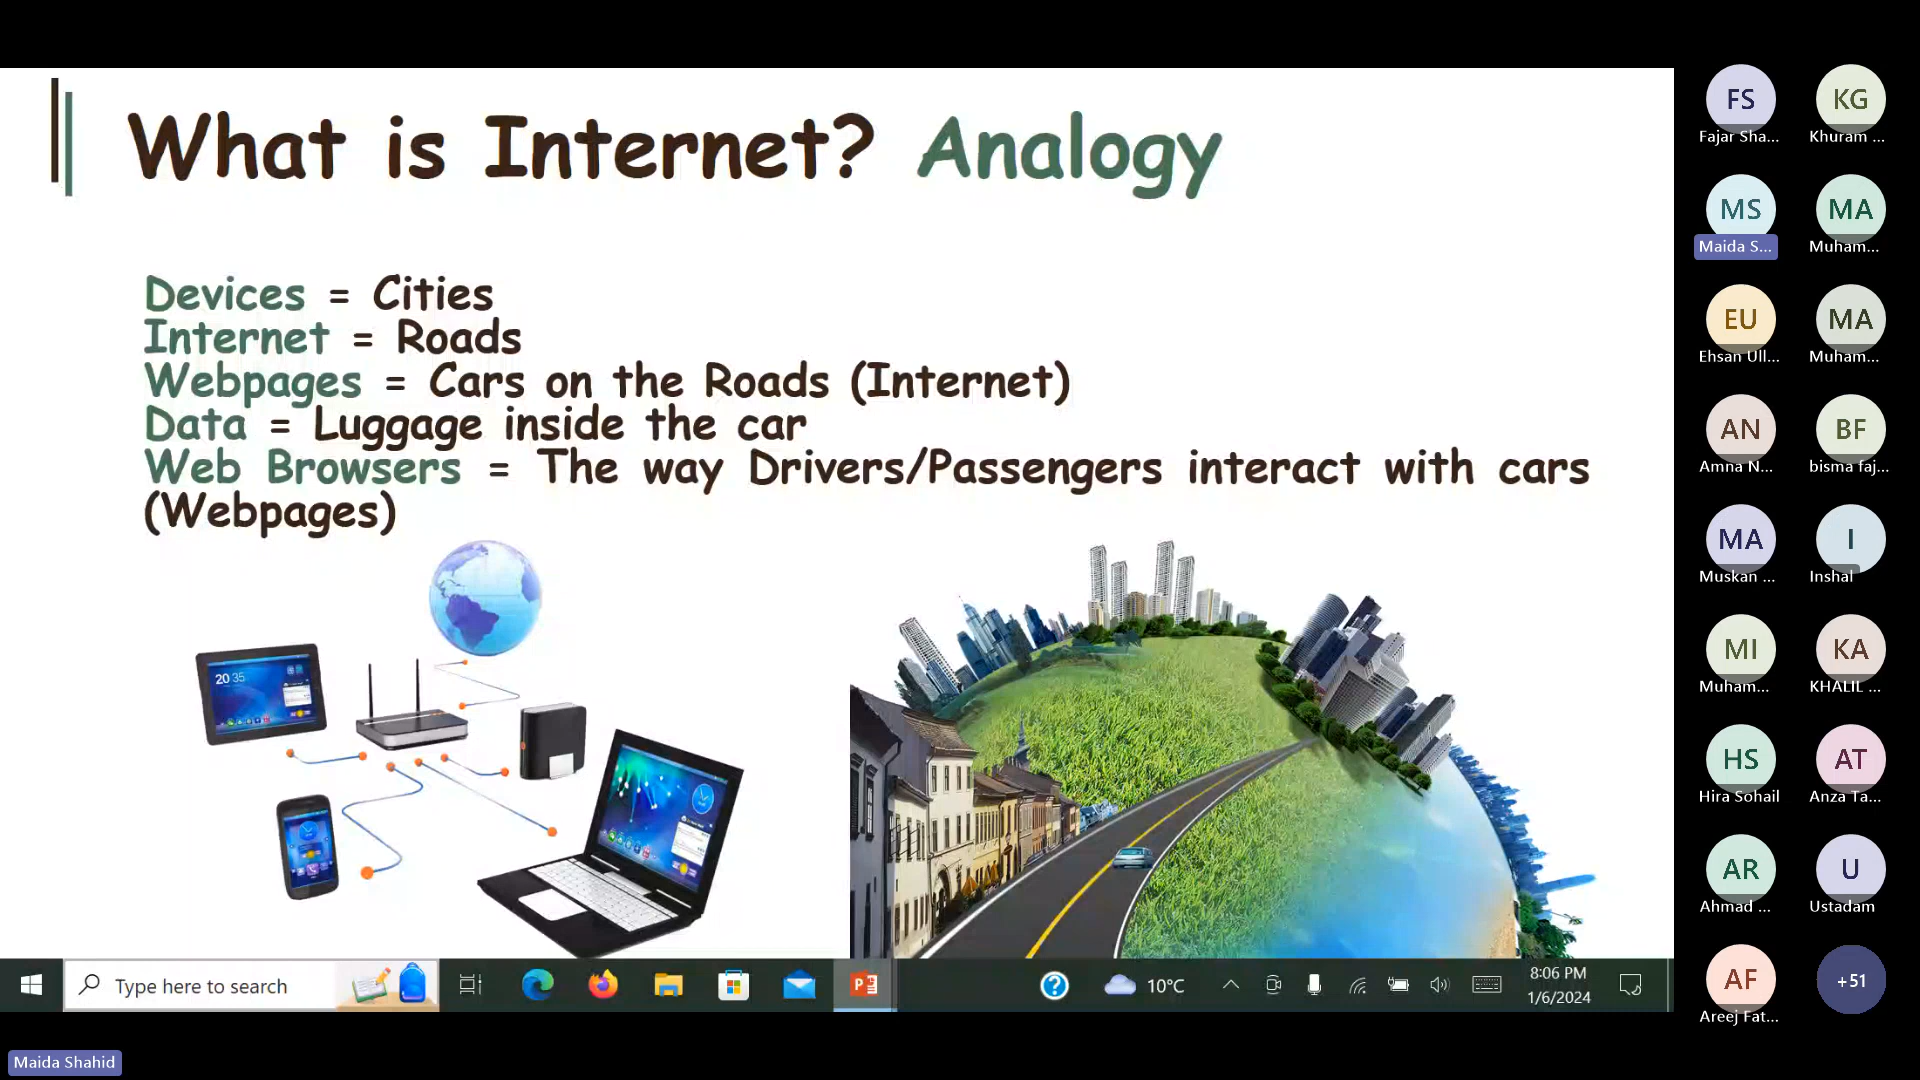 What is Internet? Analogy
Devices = Cities
Internet = Roads
Webpages = Cars on the Roads (Internet)
Data = Luggage inside the car
Web Browsers = The way Drivers/Passengers interact with cars
(Webpages)
20 35
Type here to search
10°C
8:06 PM
1/6/2024
FS
Fajar Sha...
KG
Khuram ...
MS
Maida S...
MA
Muham...
EU
Ehsan Ull...
MA
Muham...
AN
Amna N...
BF
bisma faj...
MA
Muskan ...
I
Inshal
MI
Muham...
KA
KHALIL ...
HS
Hira Sohail
AT
Anza Ta...
AR
Ahmad ...
U
Ustadam
AF
Areej Fat...
+51
Maida Shahid